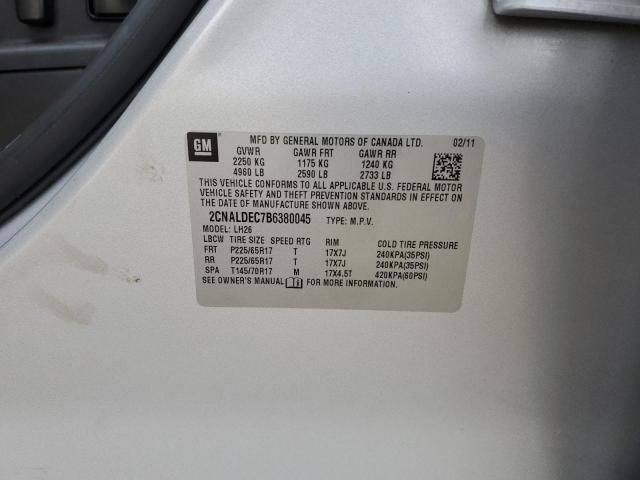 GM
MFD BY GENERAL MOTORS OF CANADA LTD. 02/11
GVWR GAWR FRT GAWR RR
2250 KG 1175 KG 1240 KG
4960 LB 2590 LB 2733 LB
THIS VEHICLE CONFORMS TO ALL APPLICABLE U.S. FEDERAL MOTOR
VEHICLE SAFETY AND THEFT PREVENTION STANDARDS IN EFFECT ON
THE DATE OF MANUFACTURE SHOWN ABOVE.
2CNALDEC7B6380045 TYPE: M.P.V.
MODEL: LH26
LBCW TIRE SIZE SPEED RTG RIM COLD TIRE PRESSURE
FRT P225/65R17 T 17X7J 240KPA(35PSI)
RR P225/65R17 T 17X7J 240KPA(35PSI)
SPA T145/70R17 M 17X4.5T 420KPA(60PSI)
SEE OWNER'S MANUAL FOR MORE INFORMATION.